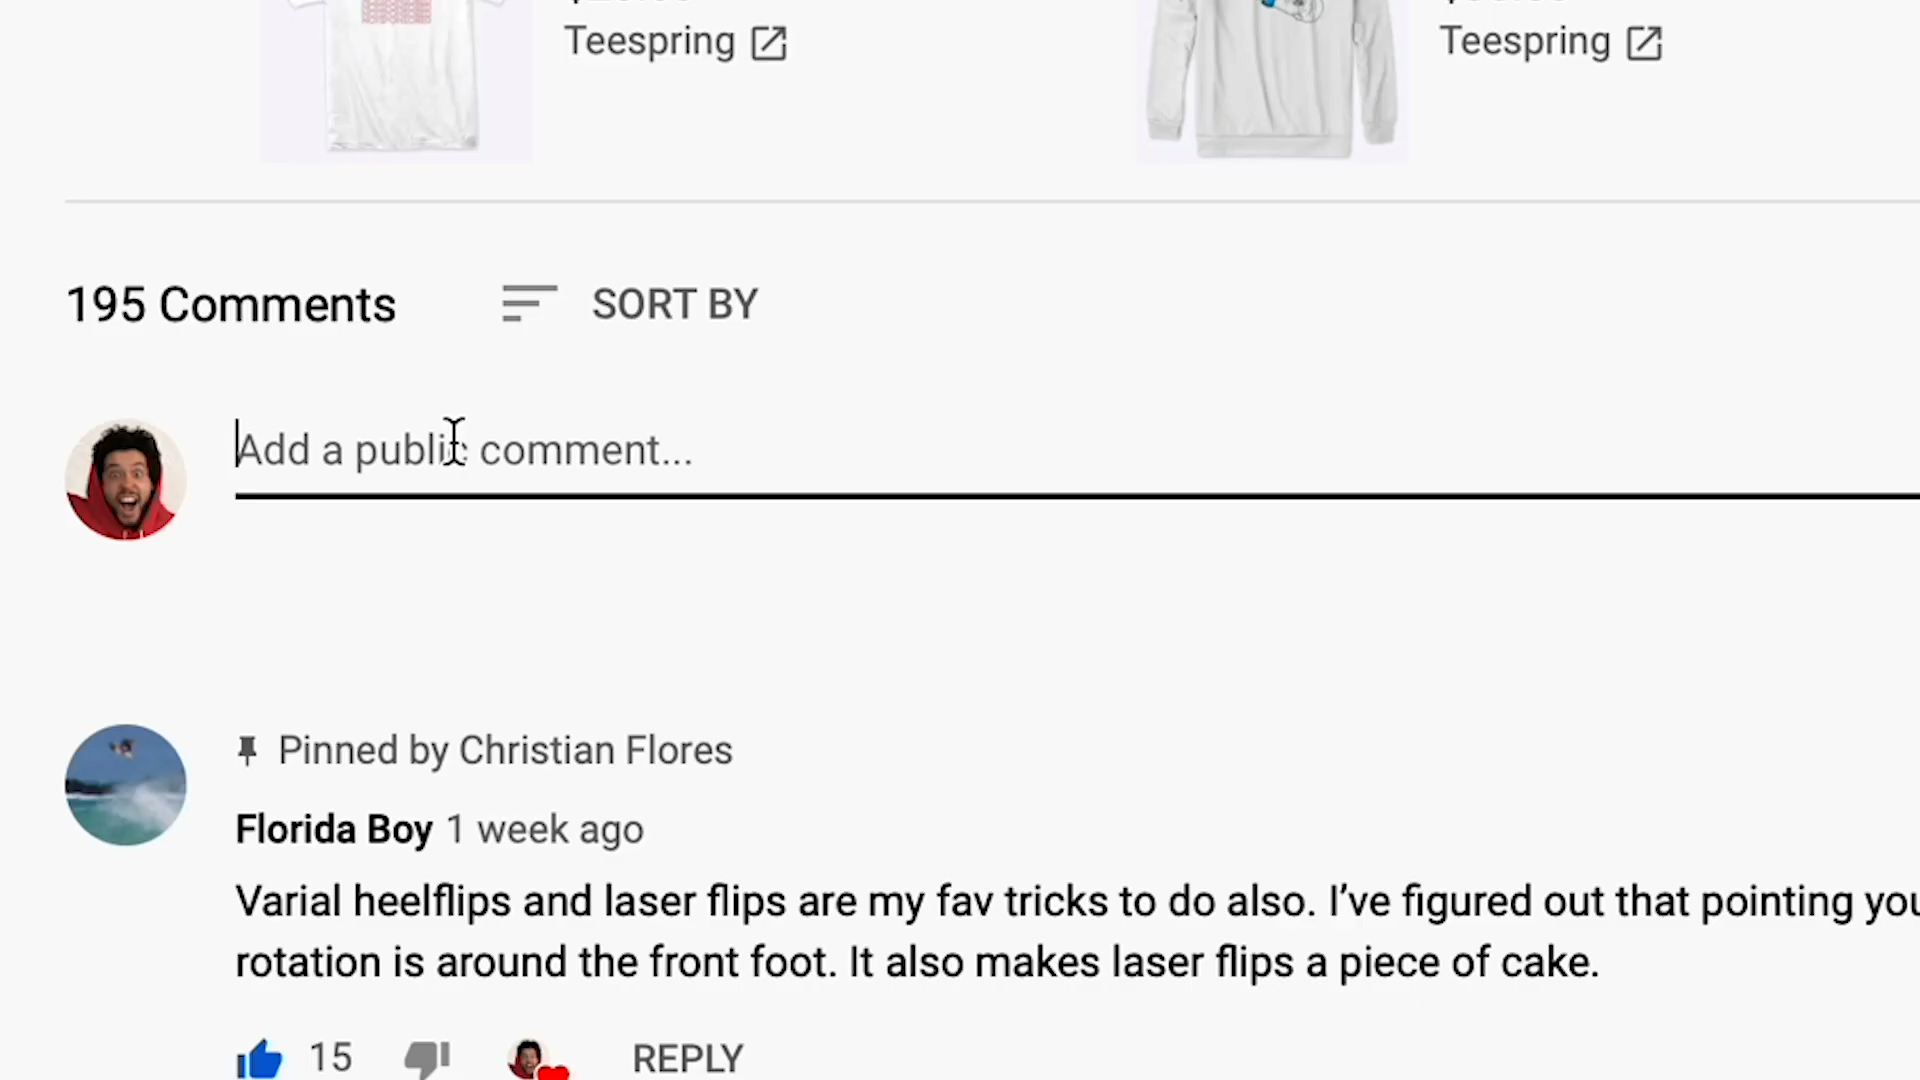 Teespring
Teespring
195 Comments
SORT BY
Add a public comment...
Pinned by Christian Flores
Florida Boy 1 week ago
Varial heelflips and laser flips are my fav tricks to do also. I’ve figured out that pointing you
rotation is around the front foot. It also makes laser flips a piece of cake.
15
REPLY